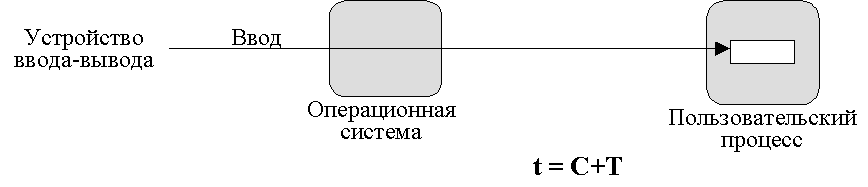 Устройство
ввода-вывода
Ввод
Операционная
система
Пользовательский
процесс
t = C+T